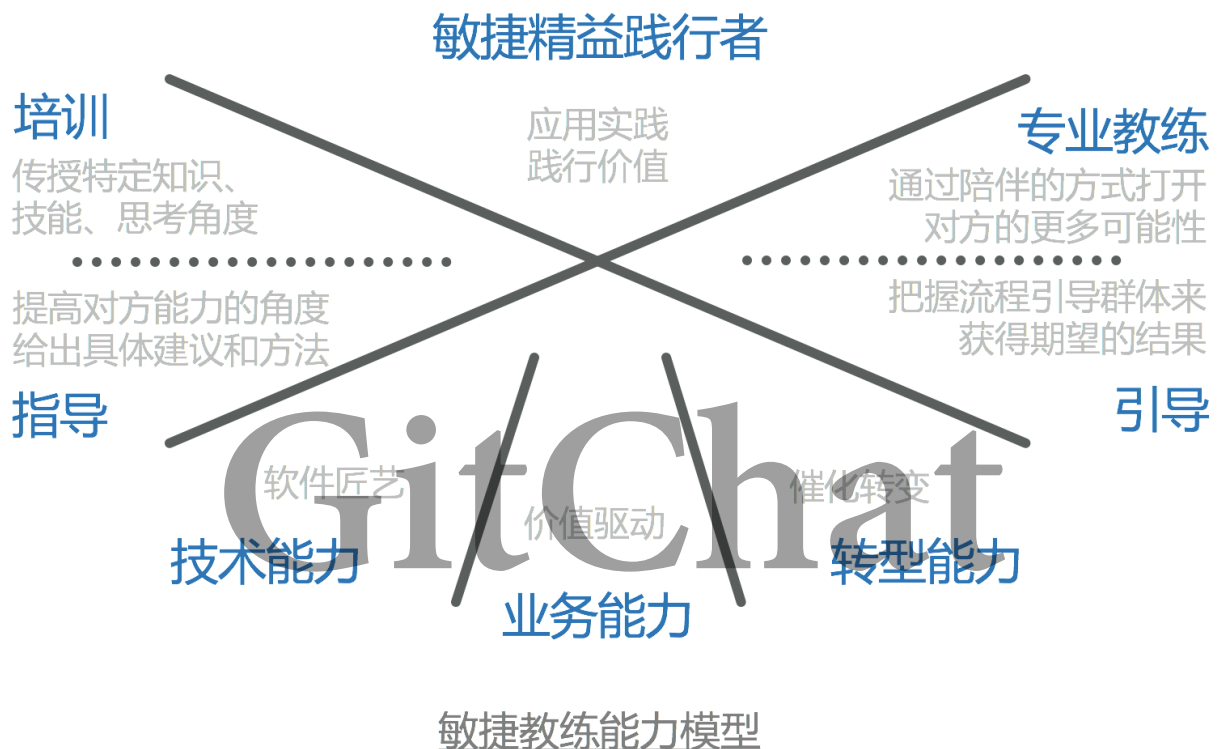 敏捷精益践行者
应用实践
践行价值
培训
传授特定知识、
技能、思考角度
专业教练
通过陪伴的方式打开
对方的更多可能性
提高对方能力的角度
给出具体建议和方法
指导
把握流程引导群体来
获得期望的结果
引导
软件匠艺
技术能力
价值驱动
业务能力
催化转变
转型能力
GitChat
敏捷教练能力模型